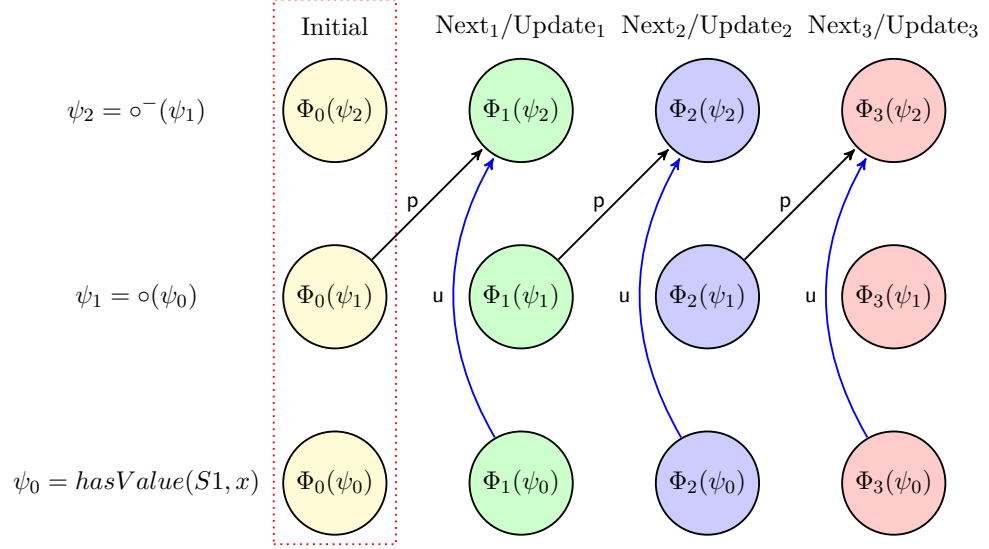 Initial Next₁/Update₁ Next₂/Update₂ Next₃/Update₃
ψ₂ = ∘⁻(ψ₁) Φ₀(ψ₂) Φ₁(ψ₂) Φ₂(ψ₂) Φ₃(ψ₂)
p p p
ψ₁ = ∘(ψ₀) Φ₀(ψ₁) u Φ₁(ψ₁) u Φ₂(ψ₁) u Φ₃(ψ₁)
ψ₀ = hasValue(S1, x) Φ₀(ψ₀) Φ₁(ψ₀) Φ₂(ψ₀) Φ₃(ψ₀)